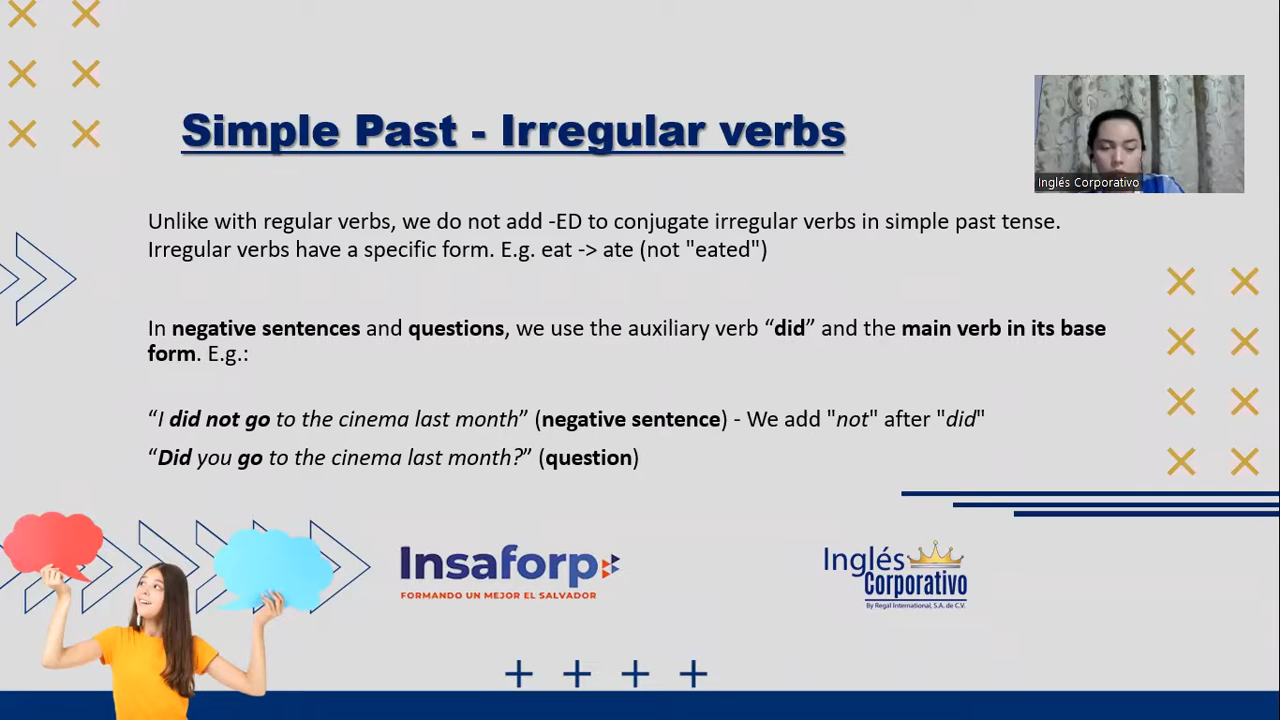 Simple Past - Irregular verbs
Inglés Corporativo
Unlike with regular verbs, we do not add -ED to conjugate irregular verbs in simple past tense.
Irregular verbs have a specific form. E.g. eat -> ate (not "eated")
In negative sentences and questions, we use the auxiliary verb “did” and the main verb in its base
form. E.g.:
“I did not go to the cinema last month” (negative sentence) - We add "not" after "did"
“Did you go to the cinema last month?” (question)
Insaforp
FORMANDO UN MEJOR EL SALVADOR
Inglés
Corporativo
By Regal International, S.A. de C.V.